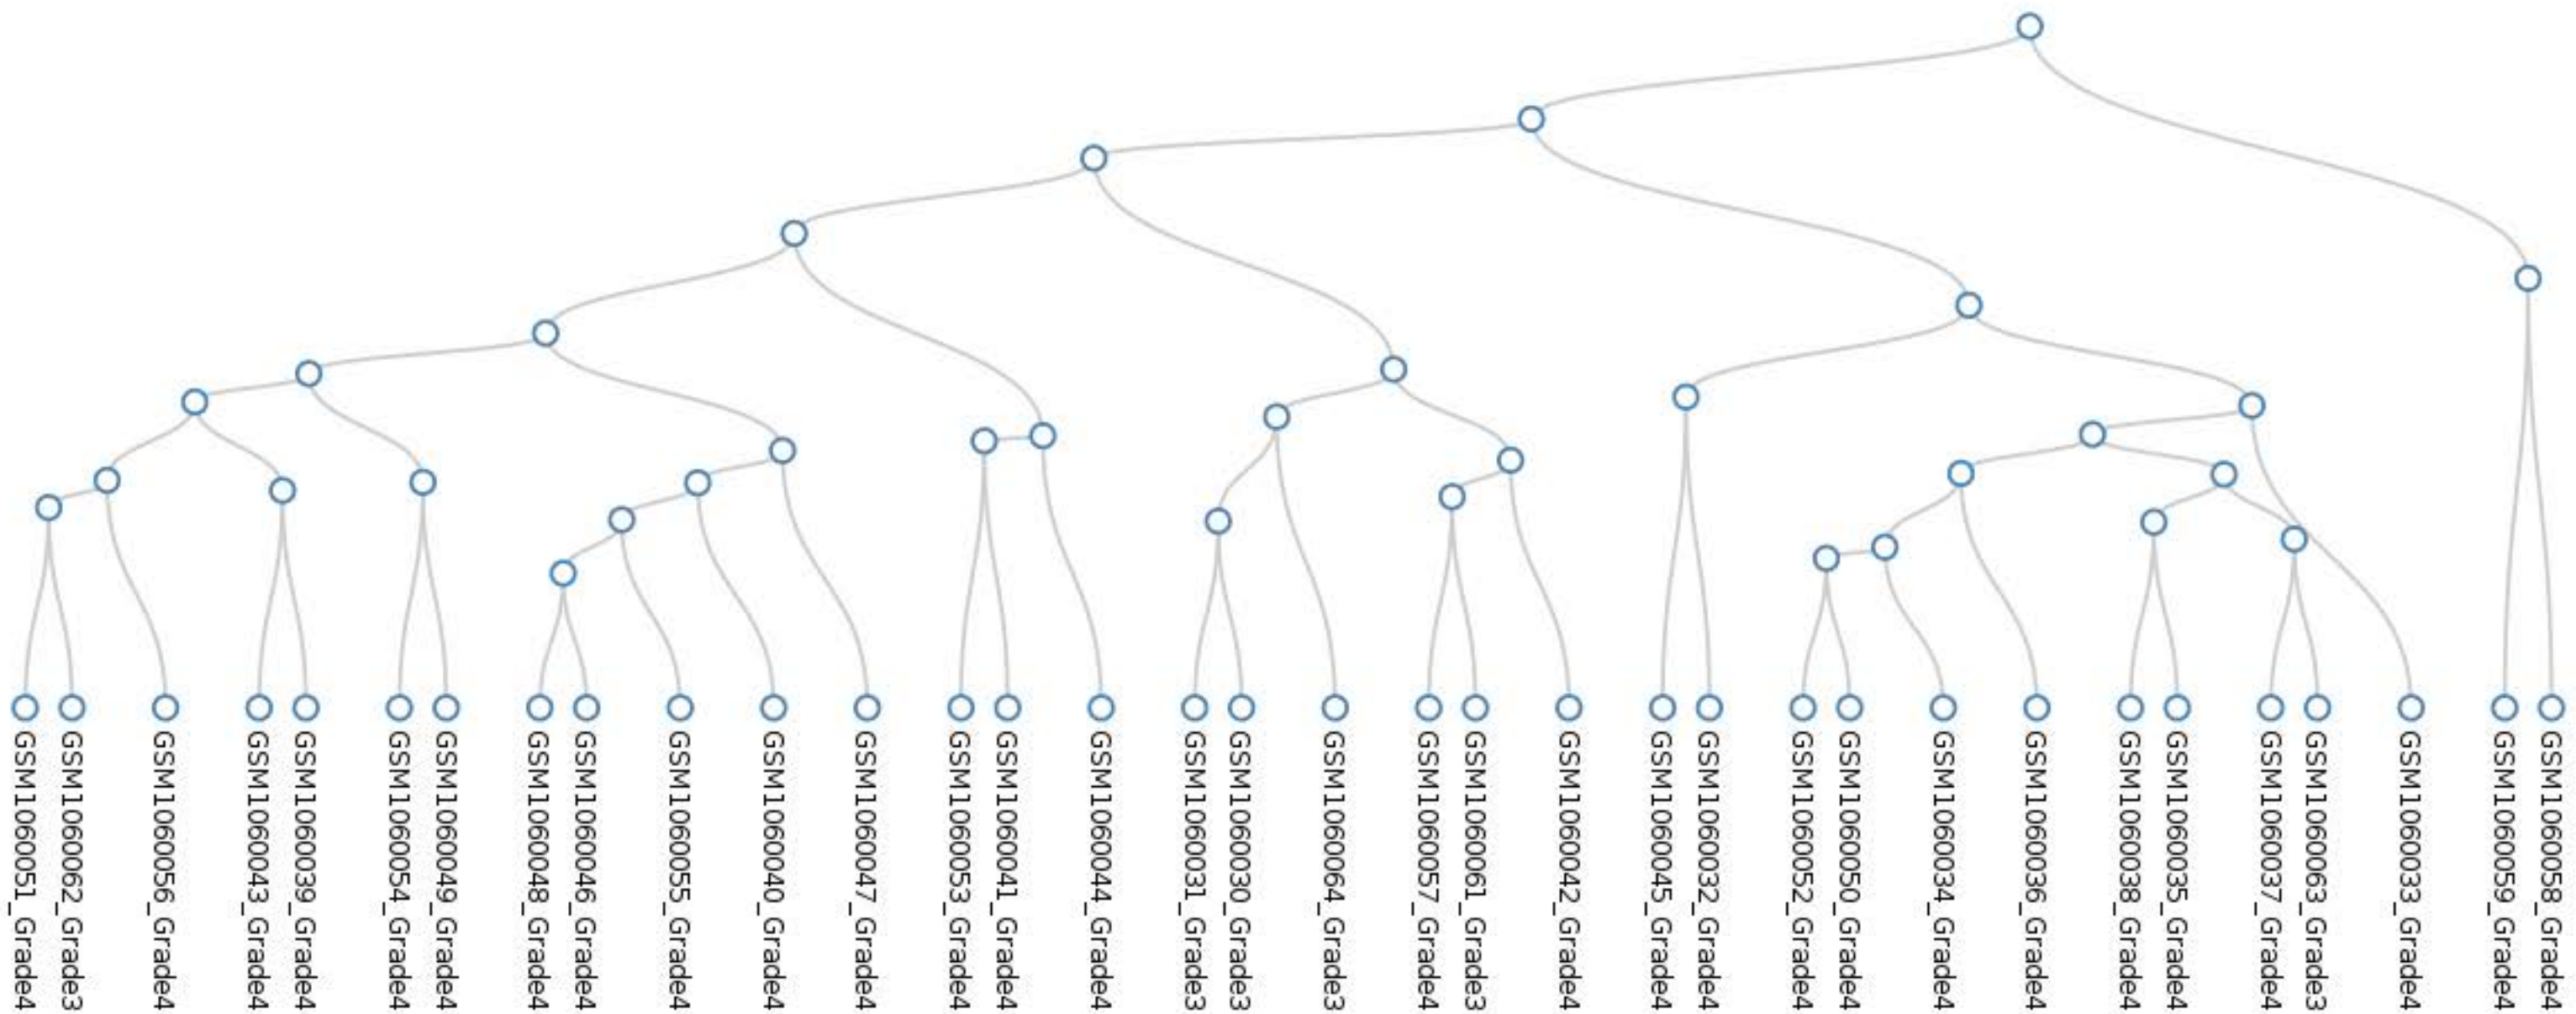 GSM1060051_Grade4
GSM1060062_Grade3
GSM1060056_Grade4
GSM1060043_Grade4
GSM1060039_Grade4
GSM1060054_Grade4
GSM1060049_Grade4
GSM1060048_Grade4
GSM1060046_Grade4
GSM1060055_Grade4
GSM1060040_Grade4
GSM1060047_Grade4
GSM1060053_Grade4
GSM1060041_Grade4
GSM1060044_Grade4
GSM1060031_Grade3
GSM1060030_Grade3
GSM1060064_Grade3
GSM1060057_Grade4
GSM1060061_Grade3
GSM1060042_Grade4
GSM1060045_Grade4
GSM1060032_Grade4
GSM1060052_Grade4
GSM1060050_Grade4
GSM1060034_Grade4
GSM1060036_Grade4
GSM1060038_Grade4
GSM1060035_Grade4
GSM1060037_Grade4
GSM1060063_Grade3
GSM1060033_Grade4
GSM1060059_Grade4
GSM1060058_Grade4